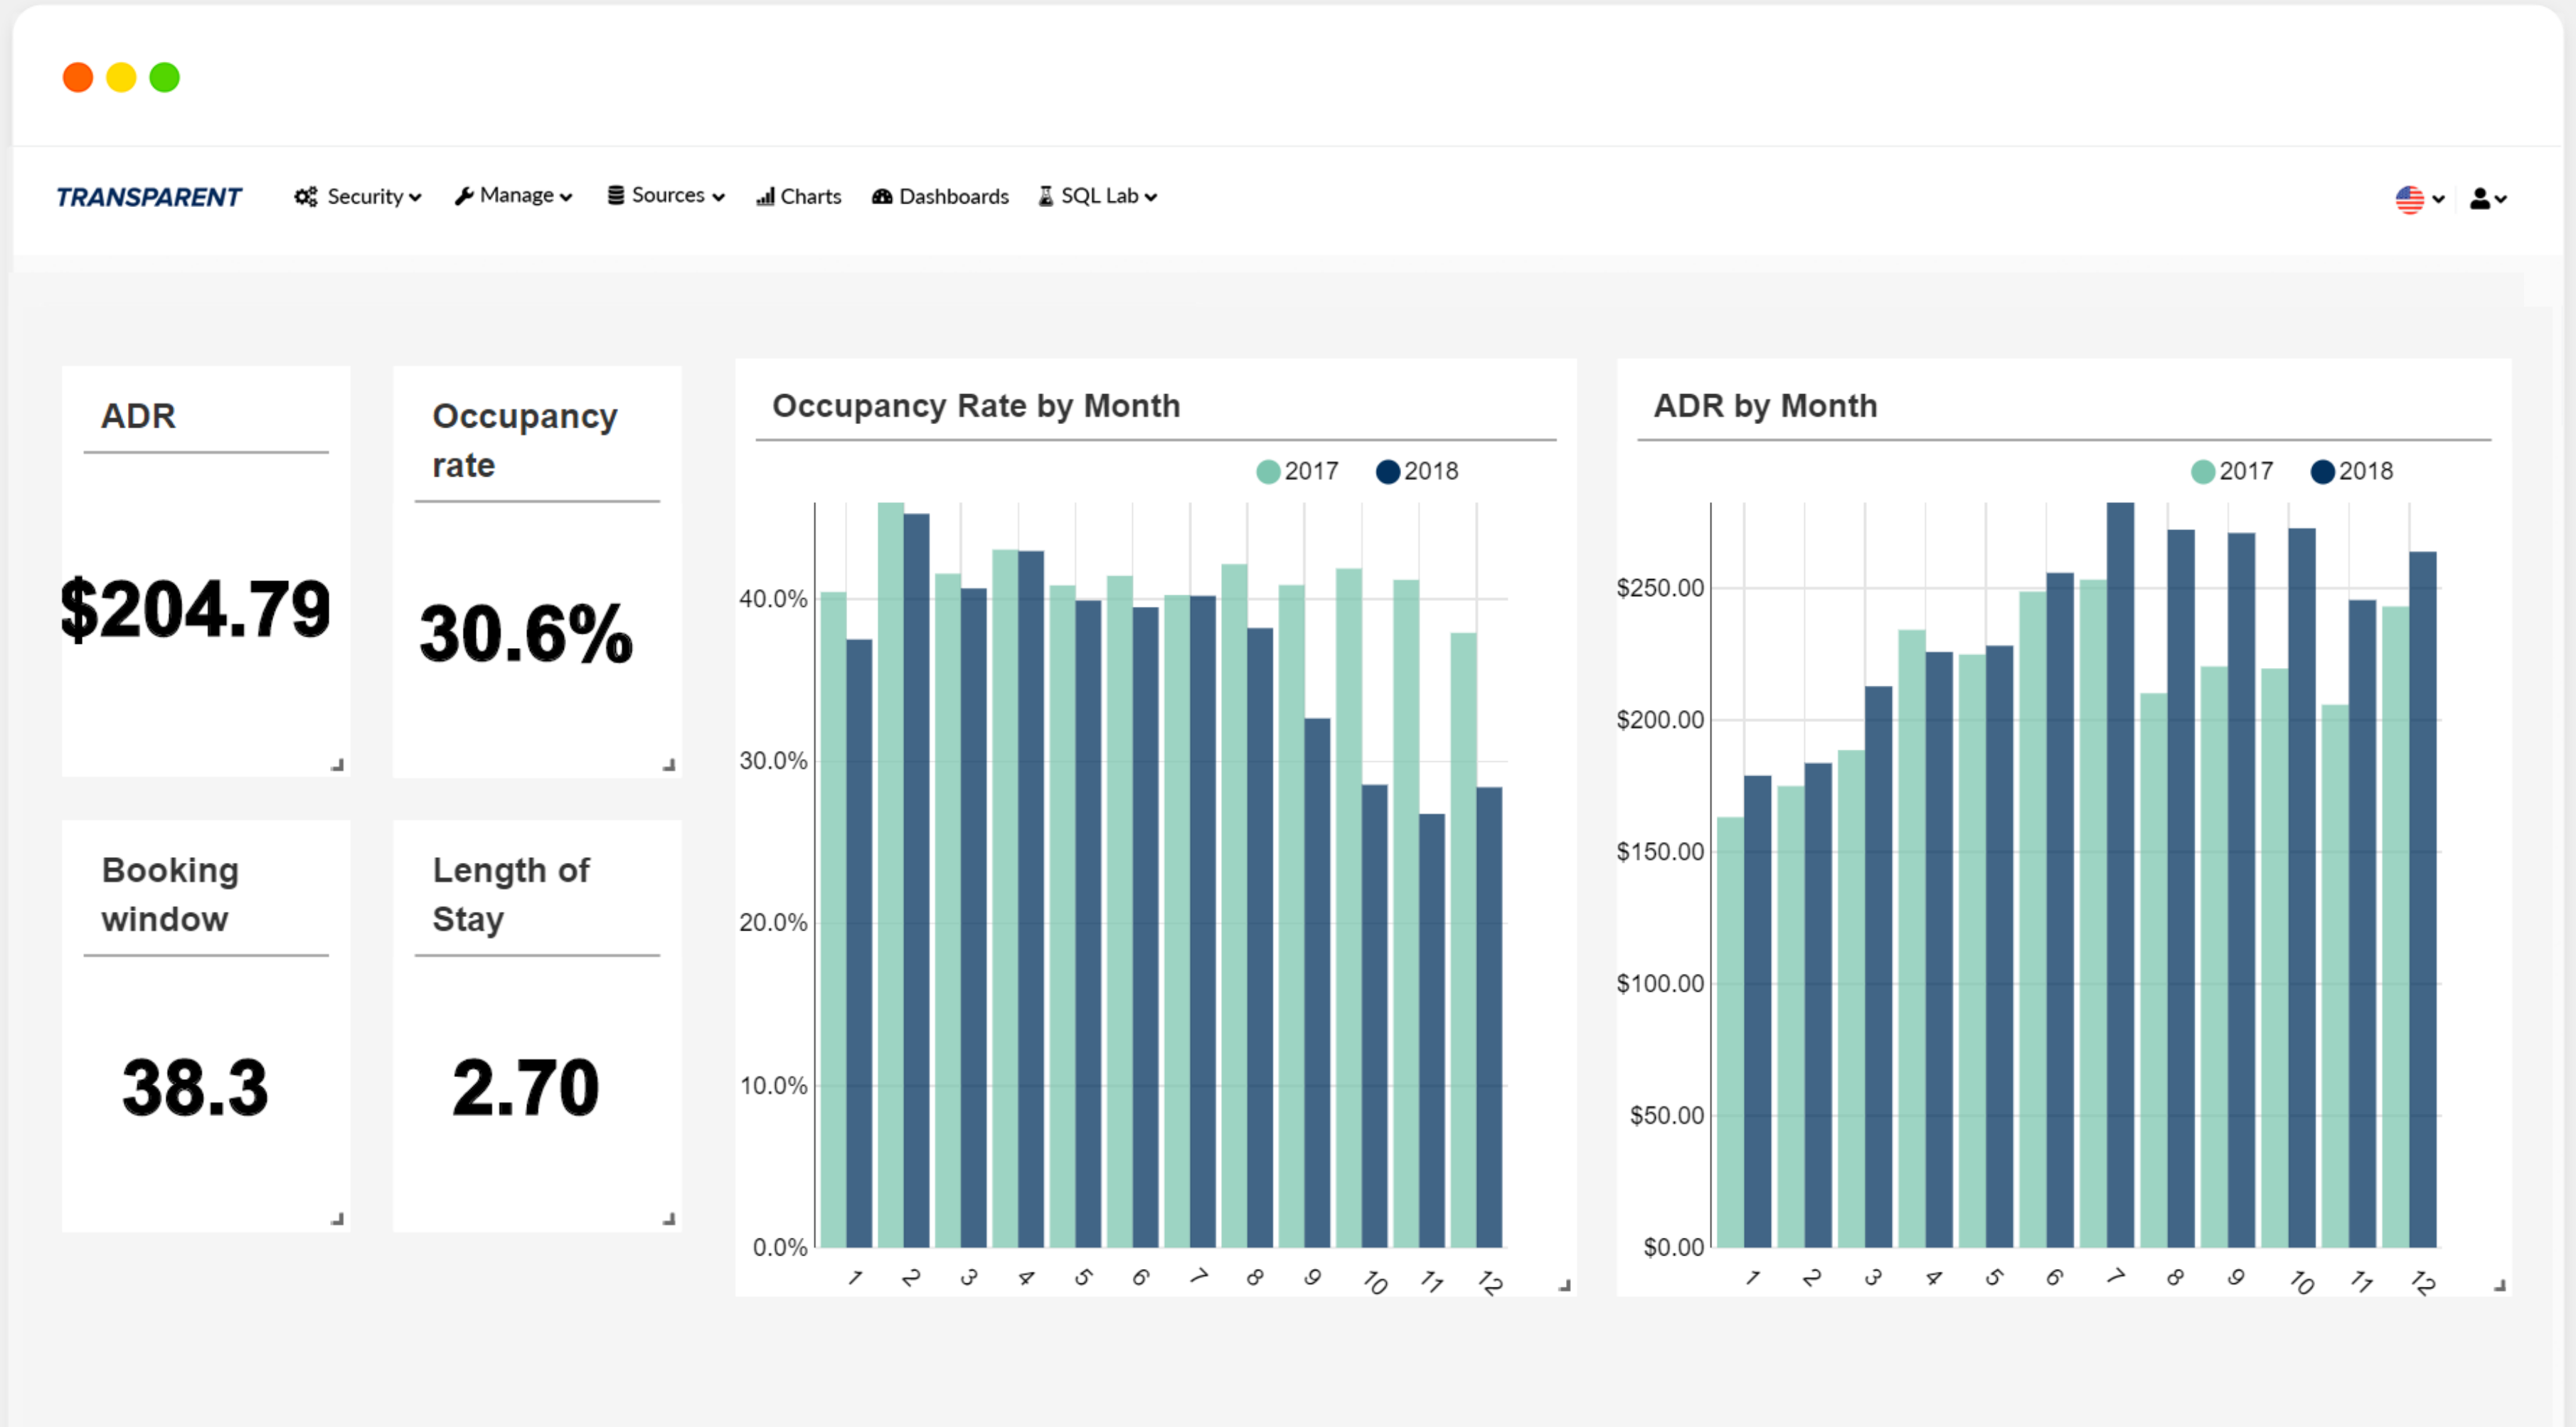 TRANSPARENT Security Manage Sources Charts Dashboards SQL Lab
ADR
$204.79
Occupancy
rate
30.6%
Booking
window
38.3
Length of
Stay
2.70
Occupancy Rate by Month
2017 2018
40.0%
30.0%
20.0%
10.0%
0.0%
1 2 3 4 5 6 7 8 9 10 11 12
ADR by Month
2017 2018
$250.00
$200.00
$150.00
$100.00
$50.00
$0.00
1 2 3 4 5 6 7 8 9 10 11 12